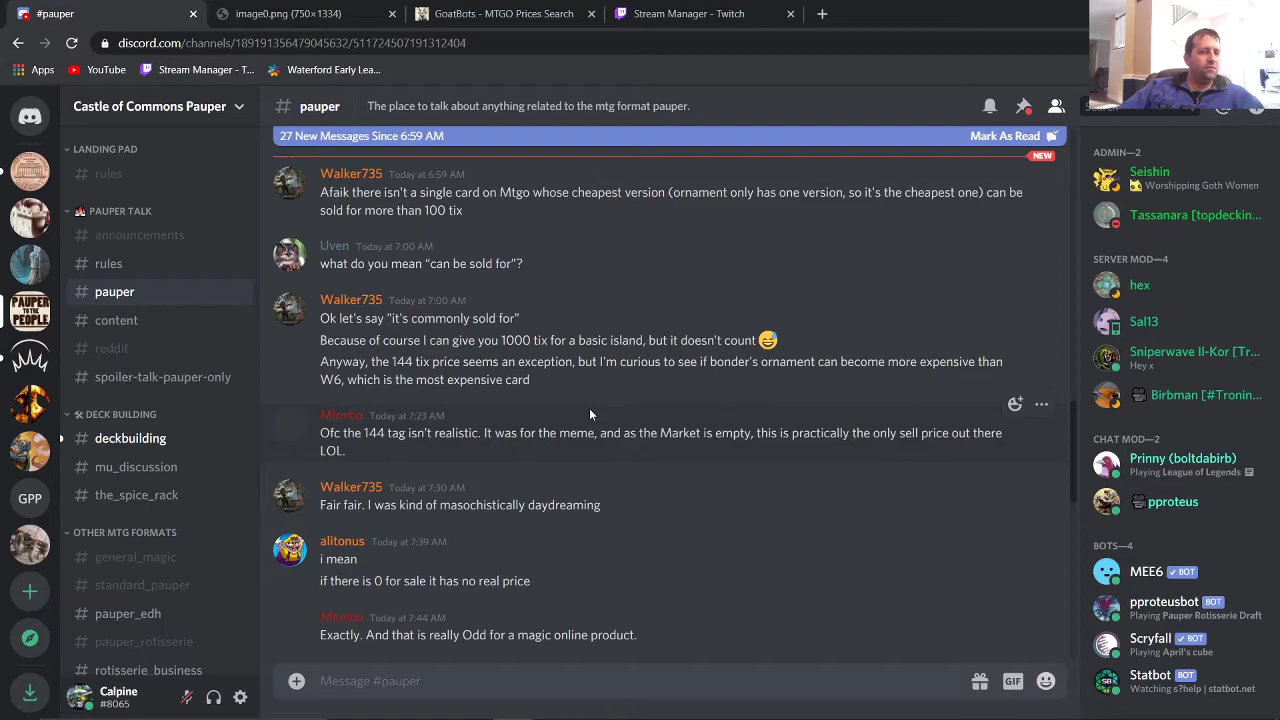 #pauper
image0.png (750×1334)
GoatBots - MTGO Prices Search
Stream Manager - Twitch
discord.com/channels/189191356479045632/511724507191312404
Apps
YouTube
Stream Manager - T...
Waterford Early Lea...
Castle of Commons Pauper
# pauper
The place to talk about anything related to the mtg format pauper.
LANDING PAD
# rules
PAUPER TALK
# announcements
# rules
# pauper
# content
# reddit
# spoiler-talk-pauper-only
DECK BUILDING
# deckbuilding
# mu_discussion
# the_spice_rack
OTHER MTG FORMATS
# general_magic
# standard_pauper
# pauper_edh
# pauper_rotisserie
# rotisserie_business
PAUPER TO THE PEOPLE
GPP
Calpine
#8065
27 New Messages Since 6:59 AM
Mark As Read
NEW
Walker735 Today at 6:59 AM
Afaik there isn't a single card on Mtgo whose cheapest version (ornament only has one version, so it's the cheapest one) can be
sold for more than 100 tix
Uven Today at 7:00 AM
what do you mean “can be sold for”?
Walker735 Today at 7:00 AM
Ok let's say "it's commonly sold for"
Because of course I can give you 1000 tix for a basic island, but it doesn't count
Anyway, the 144 tix price seems an exception, but I'm curious to see if bonder's ornament can become more expensive than
W6, which is the most expensive card
Today at 7:23 AM
Ofc the 144 tag isn't realistic. It was for the meme, and as the Market is empty, this is practically the only sell price out there
LOL.
Walker735 Today at 7:30 AM
Fair fair. I was kind of masochistically daydreaming
alitonus Today at 7:39 AM
i mean
if there is 0 for sale it has no real price
Today at 7:44 AM
Exactly. And that is really Odd for a magic online product.
Message #pauper
GIF
ADMIN—2
Seishin
Worshipping Goth Women
Tassanara [topdeckin...
SERVER MOD—4
hex
Sal13
Sniperwave II-Kor [Tr...
Hey x
Birbman [#Tronin...
CHAT MOD—2
Prinny (boltdabirb)
Playing League of Legends
pproteus
BOTS—4
MEE6 BOT
pproteusbot BOT
Playing Pauper Rotisserie Draft
Scryfall BOT
Playing April's cube
Statbot BOT
Watching s?help | statbot.net